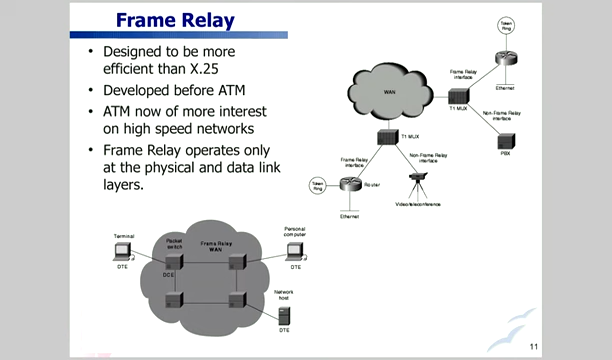 Frame Relay
• Designed to be more
efficient than X.25
• Developed before ATM
• ATM now of more interest
on high speed networks
• Frame Relay operates only
at the physical and data link
layers.
Token
Ring
Frame Relay
interface
Ethernet
WAN
T1 MUX
Non-Frame Relay
interface
PBX
T1 MUX
Frame Relay
interface
Non-Frame Relay
interface
Token
Ring
Router
Ethernet
Video/teleconference
Terminal
DTE
Packet
switch
DCE
Frame Relay
WAN
Personal
computer
DTE
Network
host
DTE
11